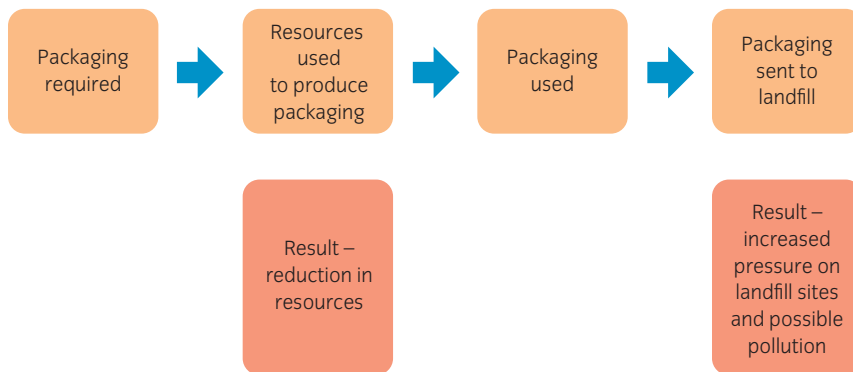 Packaging
required
Resources
used
to produce
packaging
Packaging
used
Packaging
sent to
landfill
Result –
reduction in
resources
Result –
increased
pressure on
landfill sites
and possible
pollution